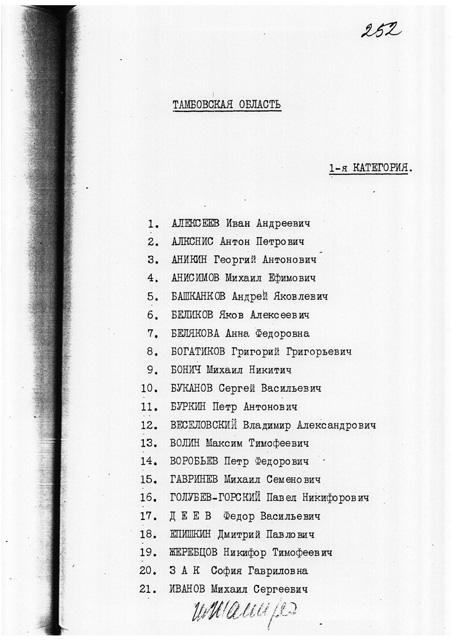 252
ТАМБОВСКАЯ ОБЛАСТЬ
1-я КАТЕГОРИЯ.
1. АЛЕКСЕЕВ Иван Андреевич
2. АЛКСНИС Антон Петрович
3. АНИКИН Георгий Антонович
4. АНИСИМОВ Михаил Ефимович
5. БАШКАНКОВ Андрей Яковлевич
6. БЕЛИКОВ Яков Алексеевич
7. БЕЛЯКОВА Анна Федоровна
8. БОГАТИКОВ Григорий Григорьевич
9. БОНИЧ Михаил Никитич
10. БУКАНОВ Сергей Васильевич
11. БУРКИН Петр Антонович
12. ВЕСЕЛОВСКИЙ Владимир Александрович
13. ВОЛИН Максим Тимофеевич
14. ВОРОБЬЕВ Петр Федорович
15. ГАВРИНЕВ Михаил Семенович
16. ГОЛУБЕВ-ГОРСКИЙ Павел Никифорович
17. Д Е Е В Федор Васильевич
18. ЕПИШКИН Дмитрий Павлович
19. ЖЕРЕБЦОВ Никифор Тимофеевич
20. З А К София Гавриловна
21. ИВАНОВ Михаил Сергеевич